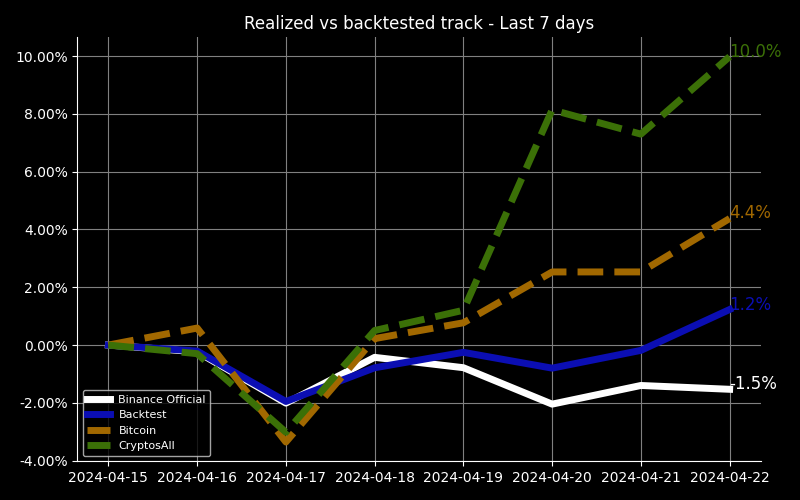 Realized vs backtested track - Last 7 days
10.00%
8.00%
6.00%
4.00%
2.00%
0.00%
-2.00%
-4.00%
10.0%
4.4%
1.2%
-1.5%
Binance Official
Backtest
Bitcoin
CryptosAll
2024-04-15 2024-04-16 2024-04-17 2024-04-18 2024-04-19 2024-04-20 2024-04-21 2024-04-22